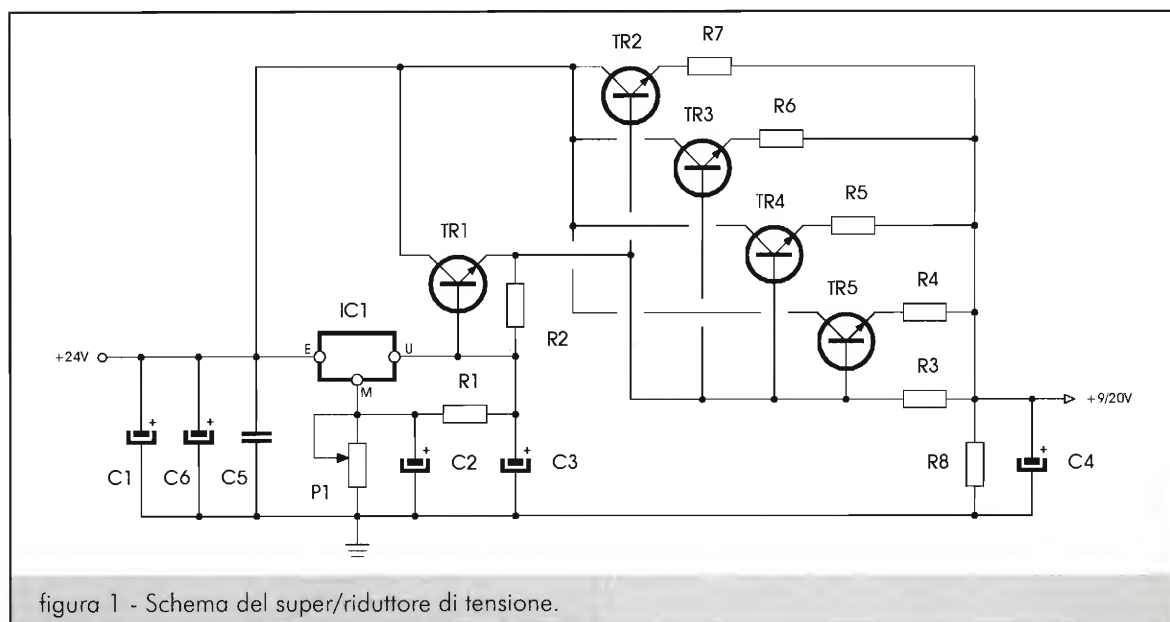 TR2
R7
TR3
R6
TR4
R5
TR1
TR5
R4
IC1
R2
+24V
E
U
R3
M
R1
+9/20V
C1
C6
C5
P1
C2
C3
R8
C4
figura 1 - Schema del super/riduttore di tensione.